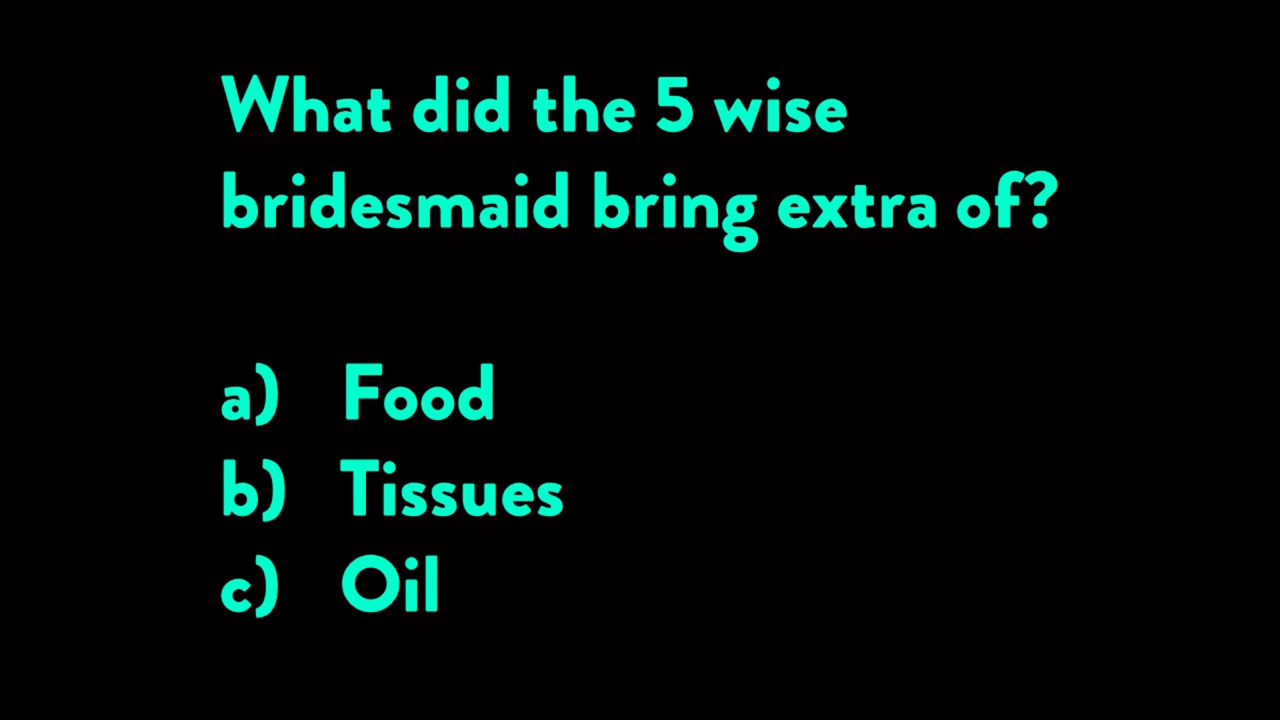 What did the 5 wise
bridesmaid bring extra of?
a) Food
b) Tissues
c) Oil